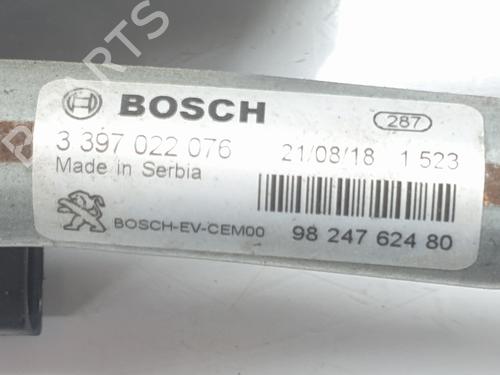 BOSCH
287
3 397 022 076 21/08/18 1 523
Made in Serbia
BOSCH-EV-CEM00 98 247 624 80
PARTS